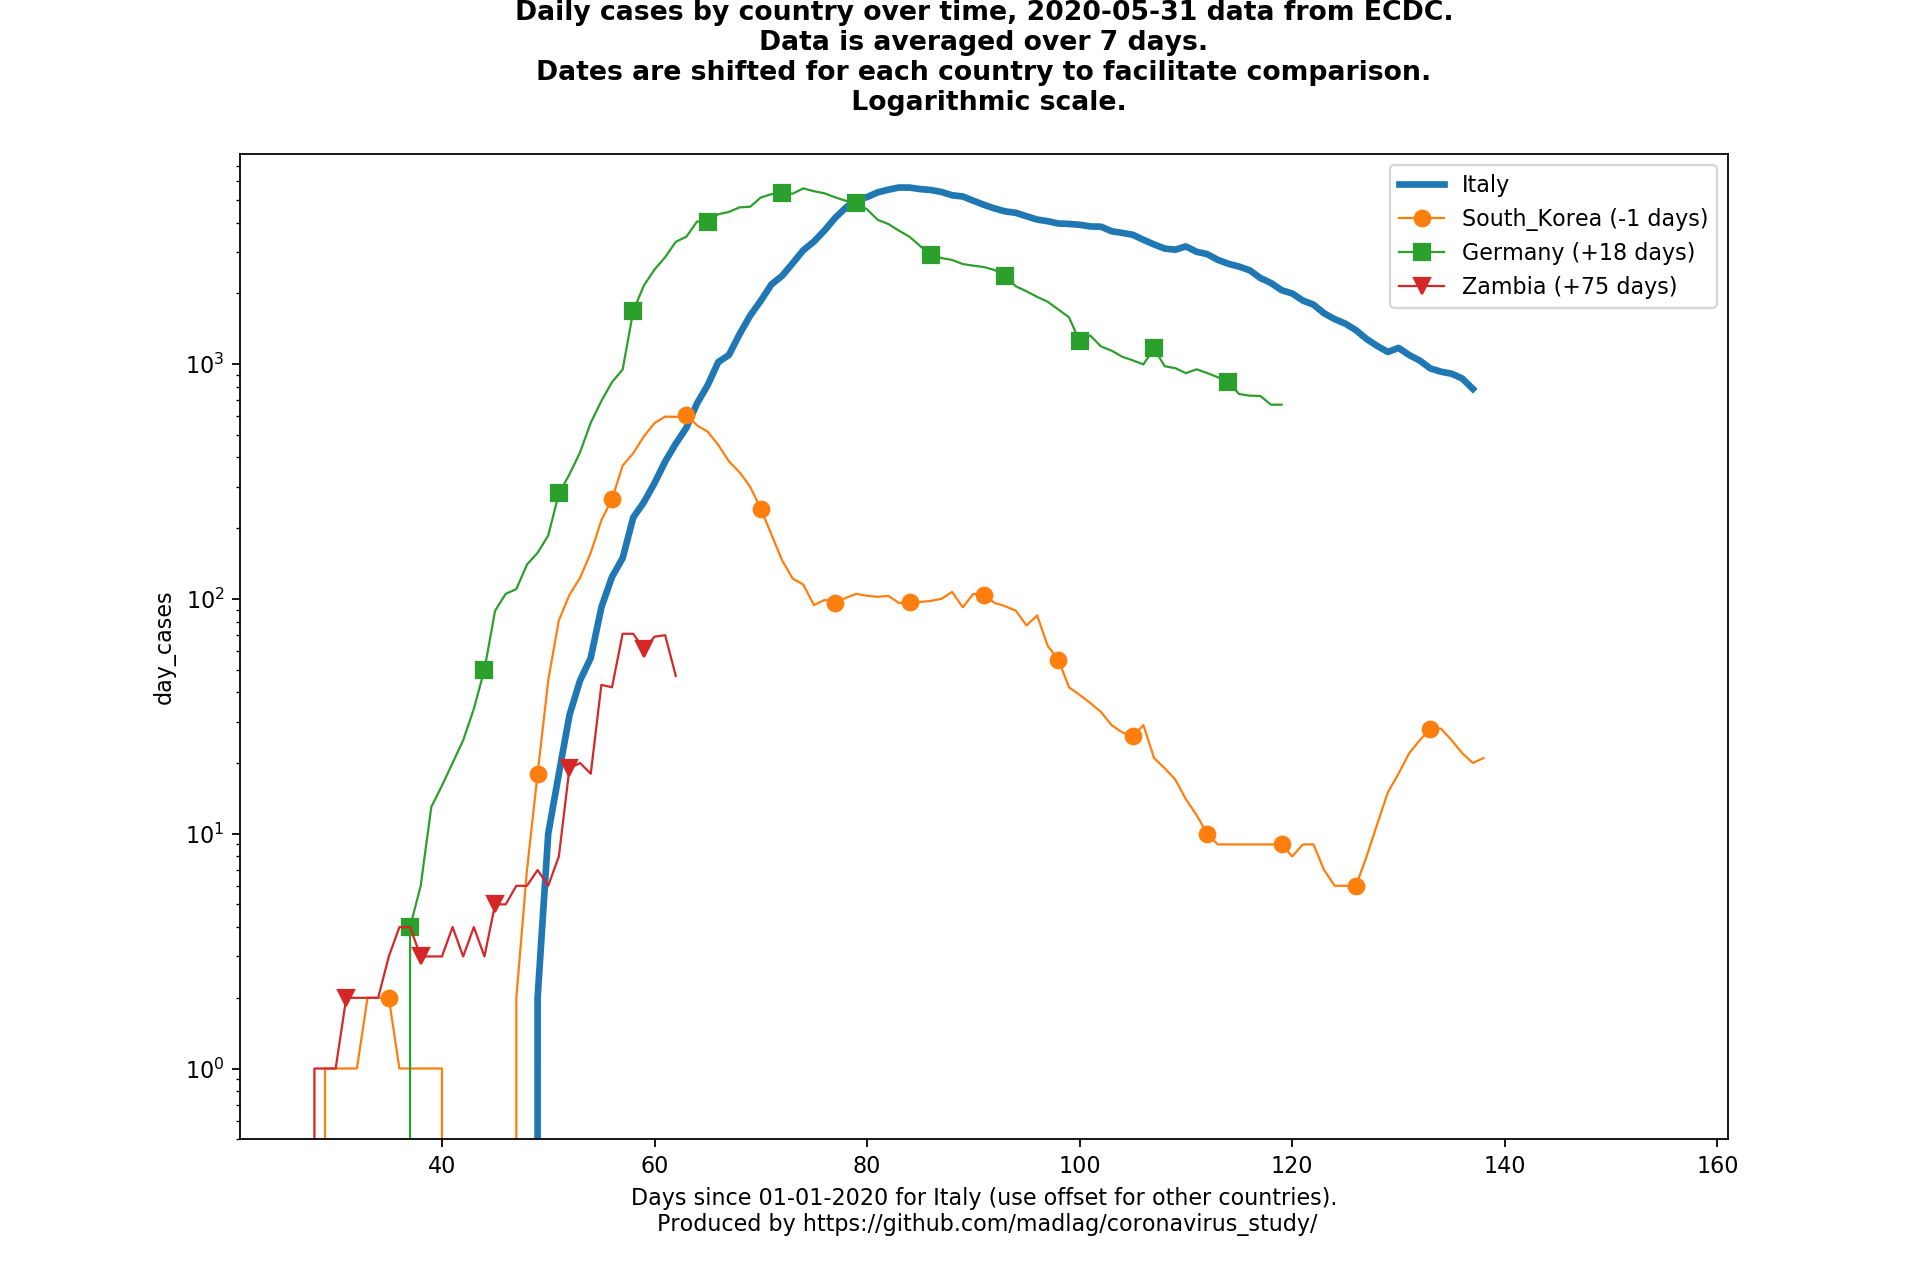 Daily cases by country over time, 2020-05-31 data from ECDC.
Data is averaged over 7 days.
Dates are shifted for each country to facilitate comparison.
Logarithmic scale.
Italy
South_Korea (-1 days)
Germany (+18 days)
Zambia (+75 days)
10³
10²
10¹
10⁰
day_cases
40 60 80 100 120 140 160
Days since 01-01-2020 for Italy (use offset for other countries).
Produced by https://github.com/madlag/coronavirus_study/